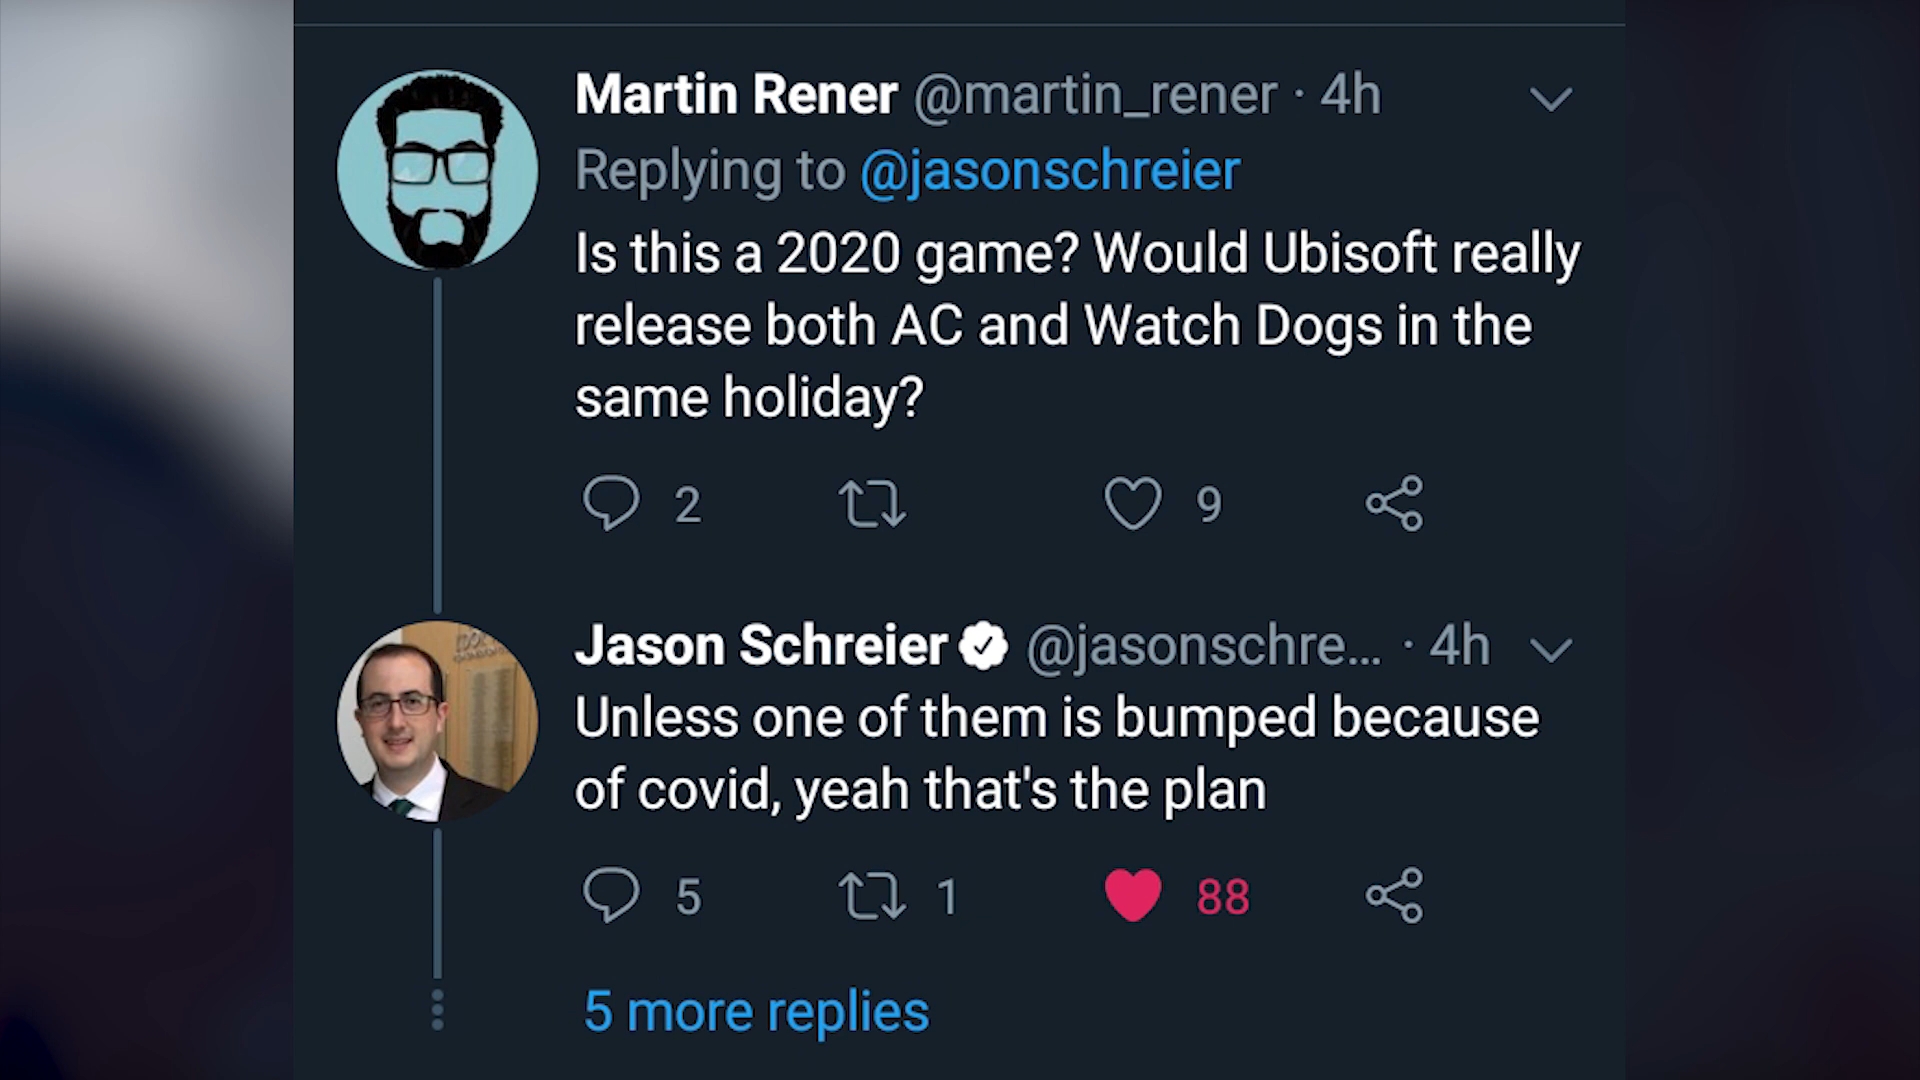 Martin Rener @martin_rener · 4h
Replying to @jasonschreier
Is this a 2020 game? Would Ubisoft really
release both AC and Watch Dogs in the
same holiday?
2 9
Jason Schreier @jasonschre... · 4h
Unless one of them is bumped because
of covid, yeah that's the plan
5 1 88
5 more replies